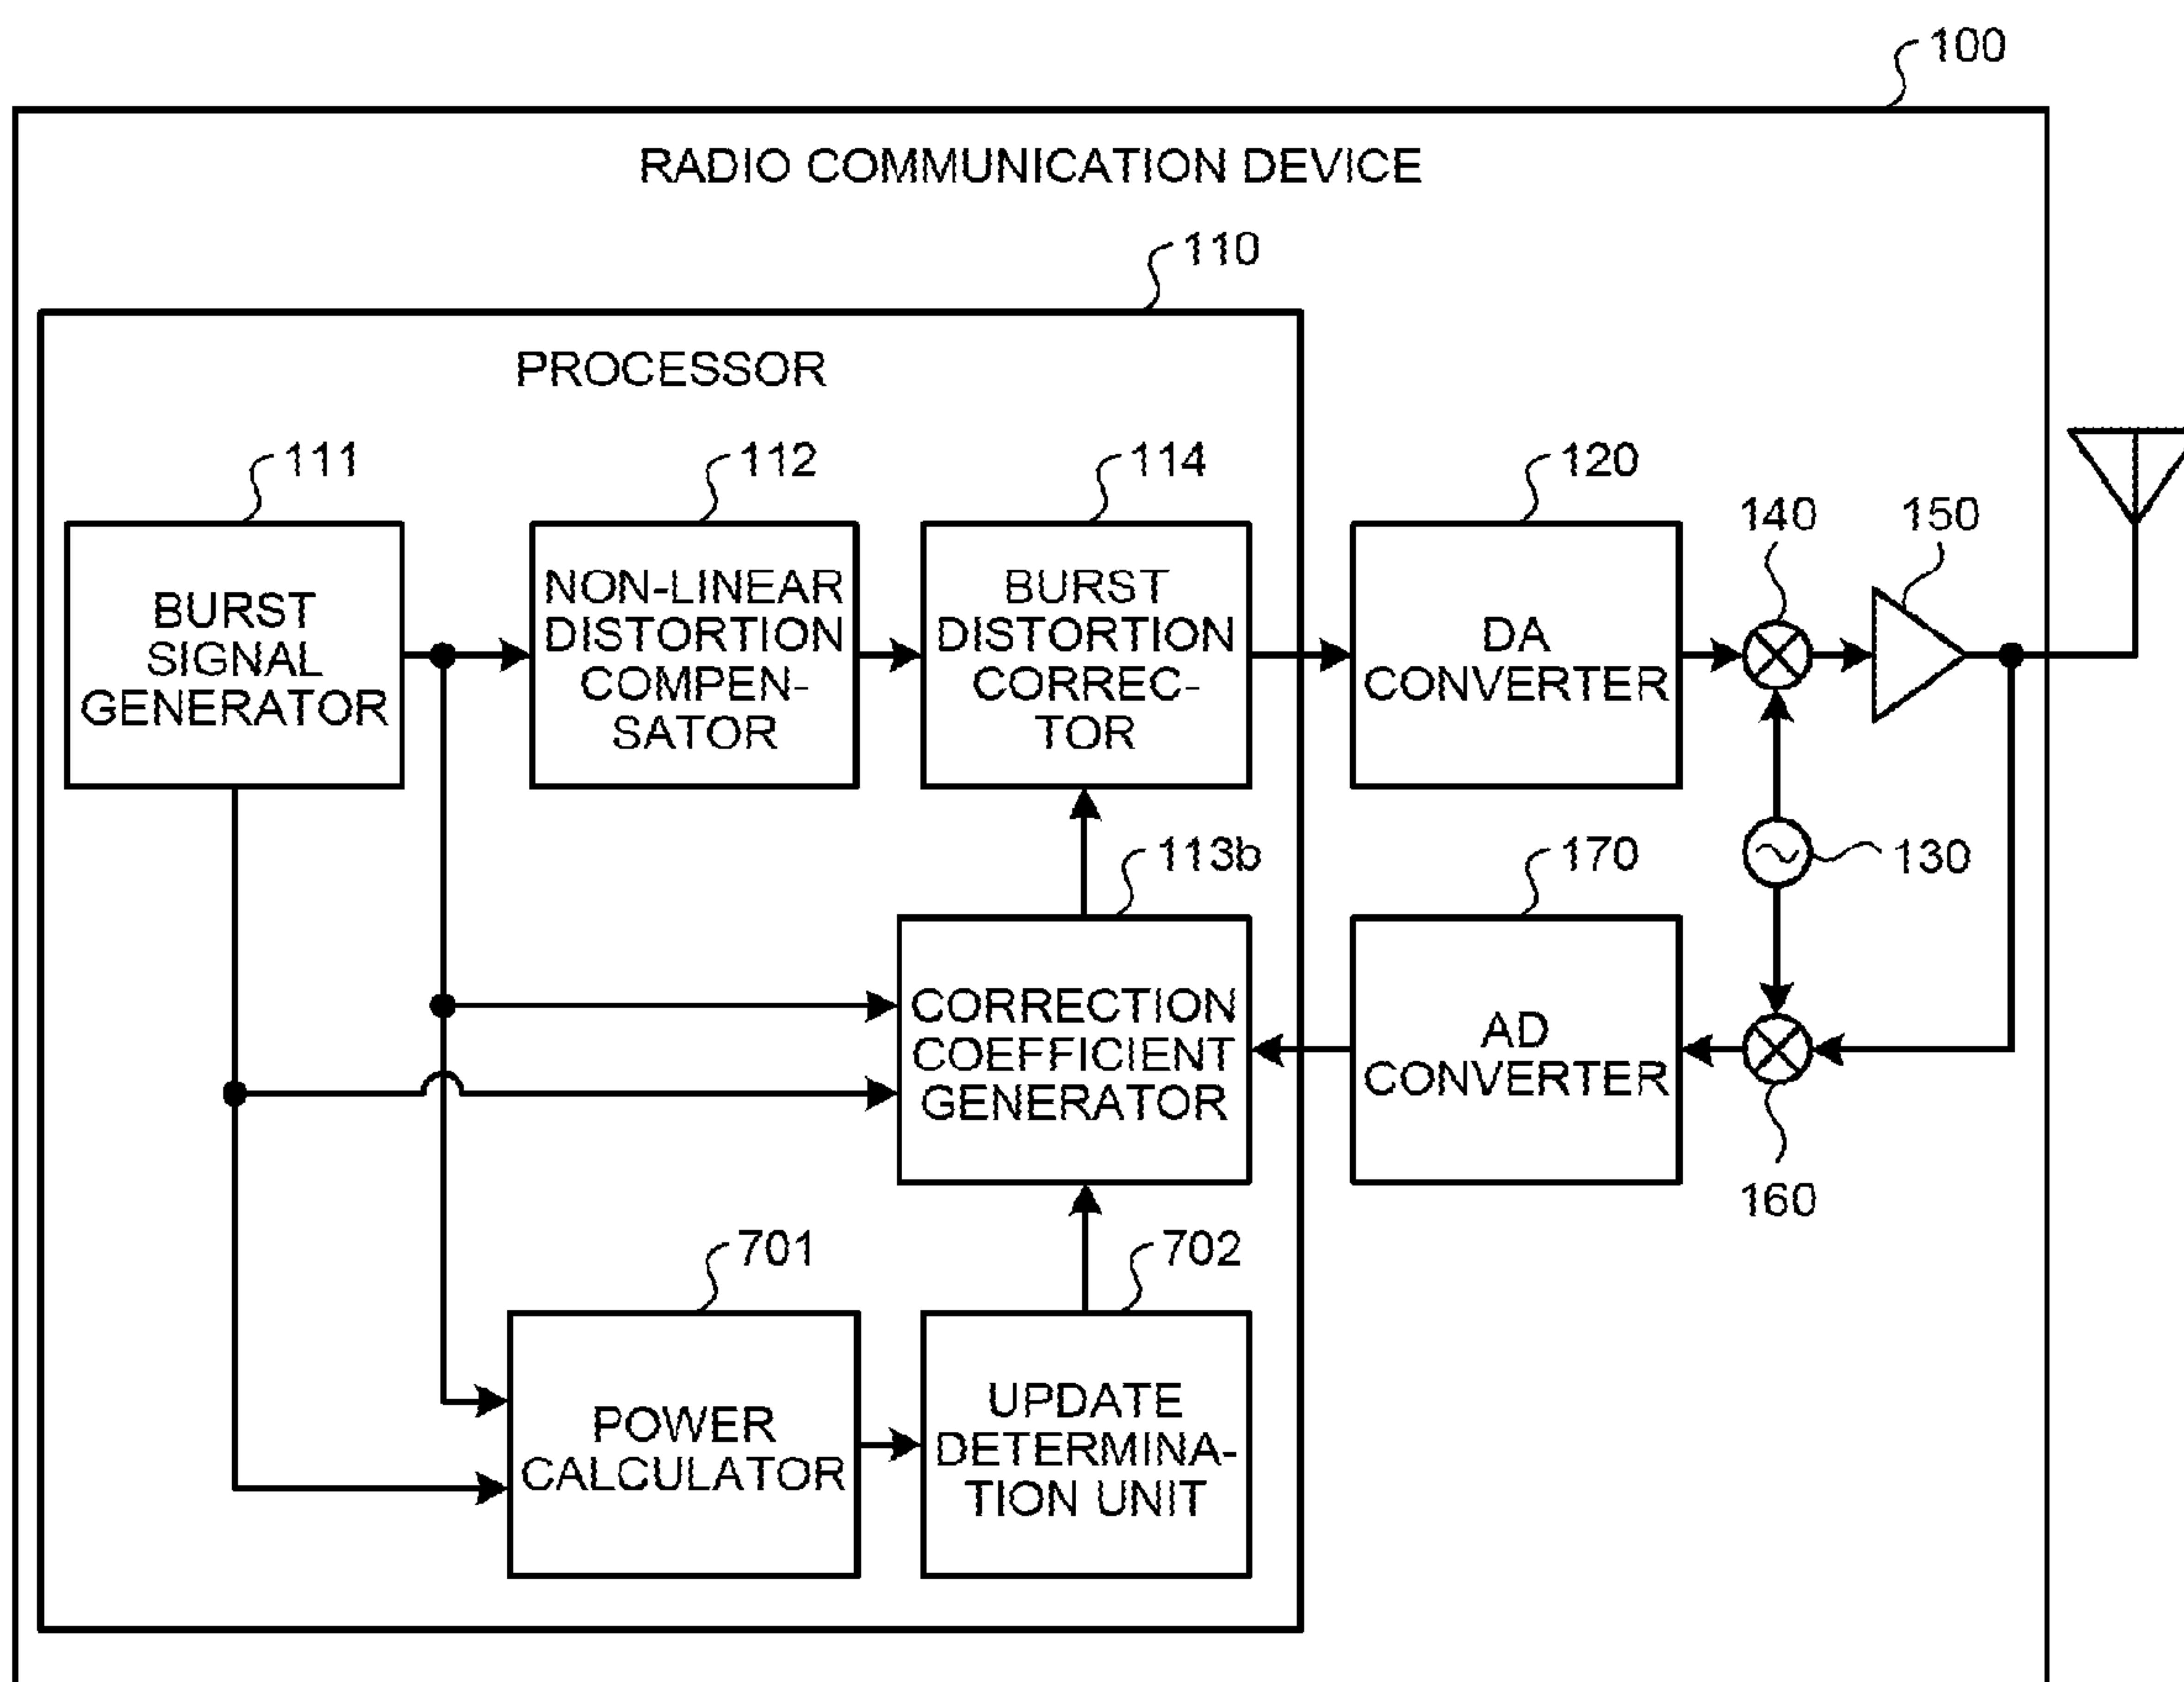 100
RADIO COMMUNICATION DEVICE
110
PROCESSOR
111
112
114
120
140
150
BURST
SIGNAL
GENERATOR
NON-LINEAR
DISTORTION
COMPEN-
SATOR
BURST
DISTORTION
CORREC-
TOR
DA
CONVERTER
113b
170
130
CORRECTION
COEFFICIENT
GENERATOR
AD
CONVERTER
160
701
702
POWER
CALCULATOR
UPDATE
DETERMINA-
TION UNIT